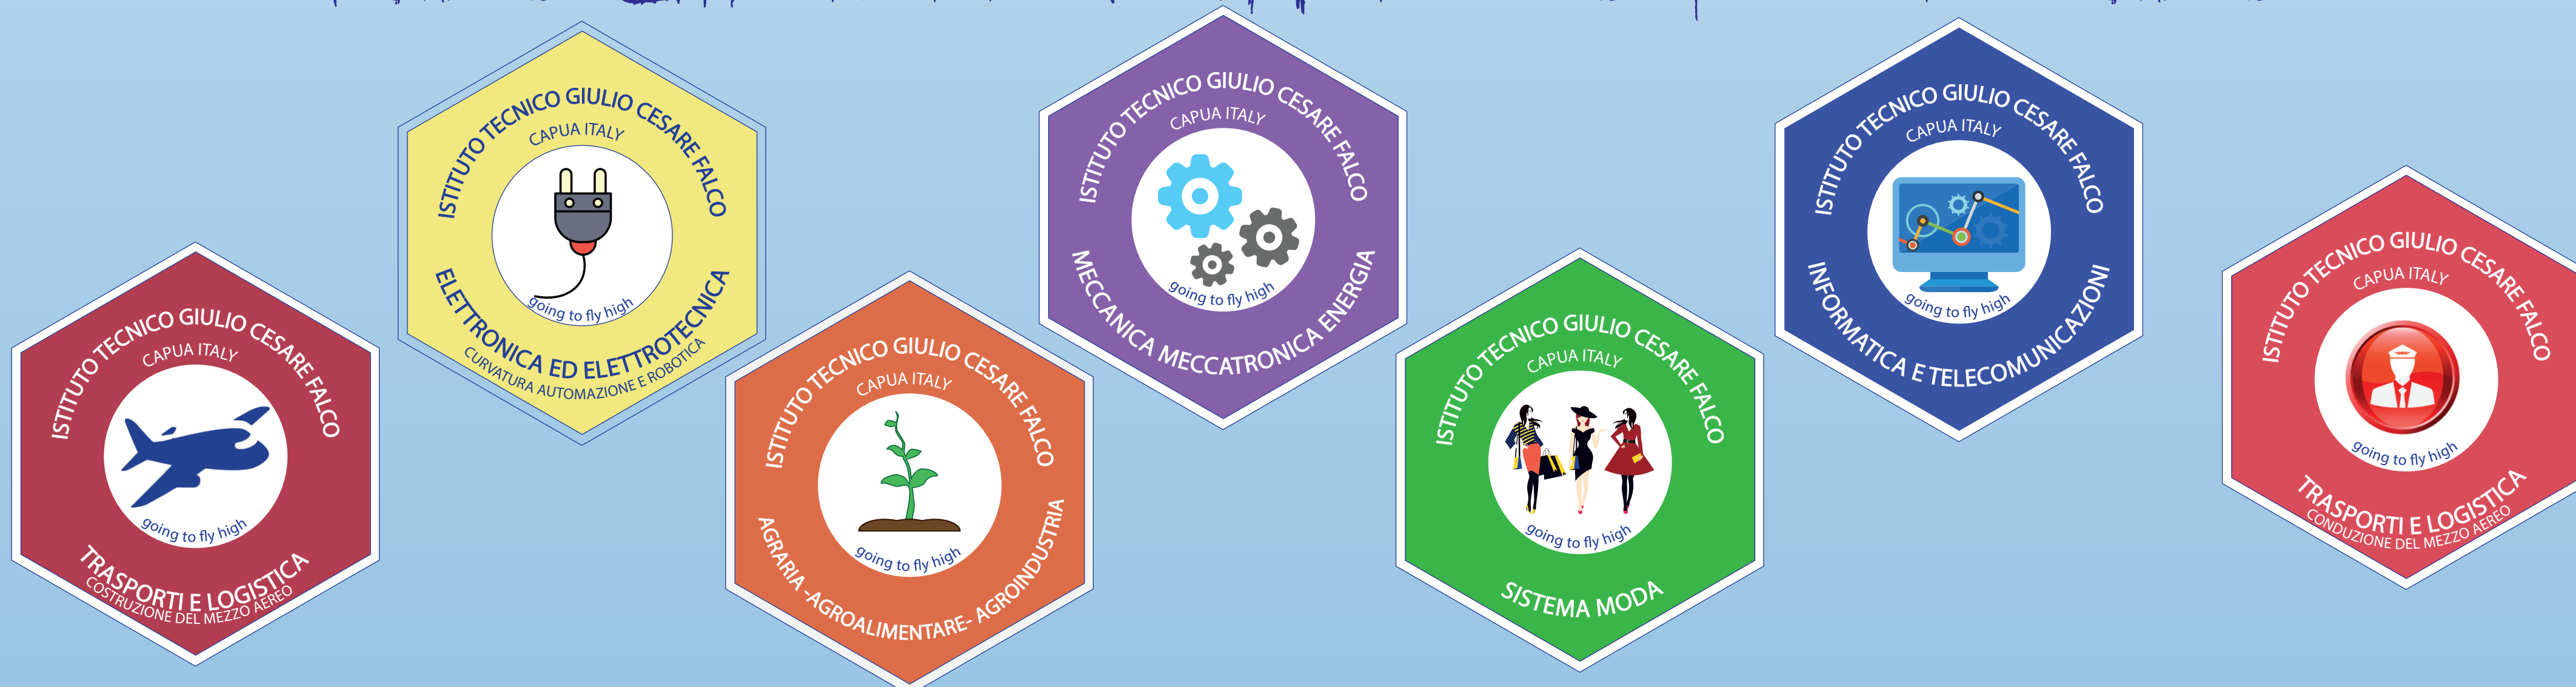 ISTITUTO TECNICO GIULIO CESARE FALCO
CAPUA ITALY
going to fly high
TRASPORTI E LOGISTICA
COSTRUZIONE DEL MEZZO AEREO
ISTITUTO TECNICO GIULIO CESARE FALCO
CAPUA ITALY
going to fly high
ELETTRONICA ED ELETTROTECNICA
CURVATURA AUTOMAZIONE E ROBOTICA
ISTITUTO TECNICO GIULIO CESARE FALCO
CAPUA ITALY
going to fly high
AGRARIA -AGROALIMENTARE- AGROINDUSTRIA
ISTITUTO TECNICO GIULIO CESARE FALCO
CAPUA ITALY
going to fly high
MECCANICA MECCATRONICA ENERGIA
ISTITUTO TECNICO GIULIO CESARE FALCO
CAPUA ITALY
going to fly high
SISTEMA MODA
ISTITUTO TECNICO GIULIO CESARE FALCO
CAPUA ITALY
going to fly high
INFORMATICA E TELECOMUNICAZIONI
ISTITUTO TECNICO GIULIO CESARE FALCO
CAPUA ITALY
going to fly high
TRASPORTI E LOGISTICA
CONDUZIONE DEL MEZZO AEREO